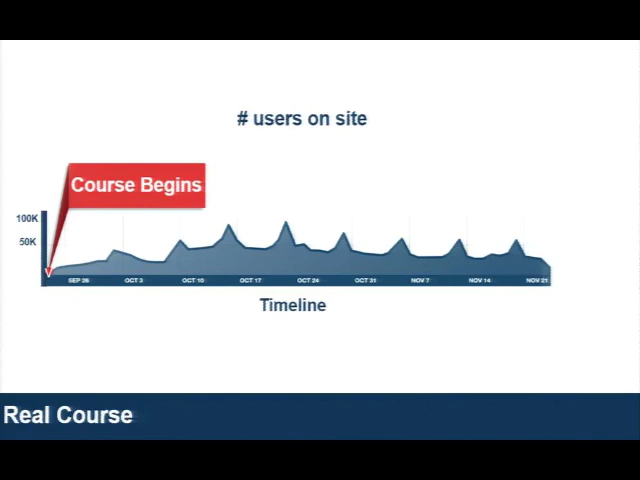 # users on site
Course Begins
100K
50K
SEP 26 OCT 3 OCT 10 OCT 17 OCT 24 OCT 31 NOV 7 NOV 14 NOV 21
Timeline
Real Course